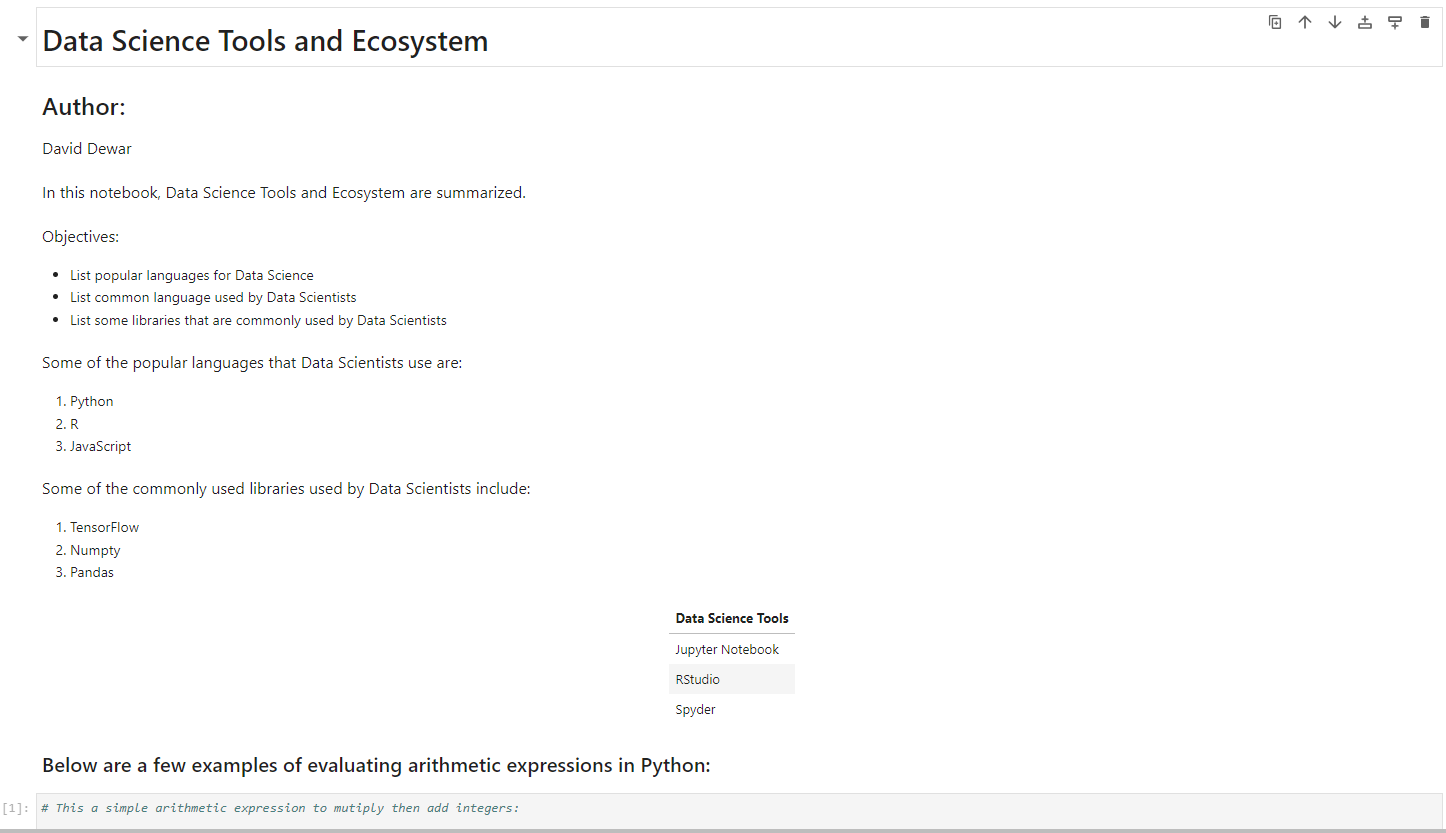 Data Science Tools and Ecosystem
Author:
David Dewar
In this notebook, Data Science Tools and Ecosystem are summarized.
Objectives:
• List popular languages for Data Science
• List common language used by Data Scientists
• List some libraries that are commonly used by Data Scientists
Some of the popular languages that Data Scientists use are:
1. Python
2. R
3. JavaScript
Some of the commonly used libraries used by Data Scientists include:
1. TensorFlow
2. Numpty
3. Pandas
Data Science Tools
Jupyter Notebook
RStudio
Spyder
Below are a few examples of evaluating arithmetic expressions in Python:
[1]: # This a simple arithmetic expression to mutiply then add integers: